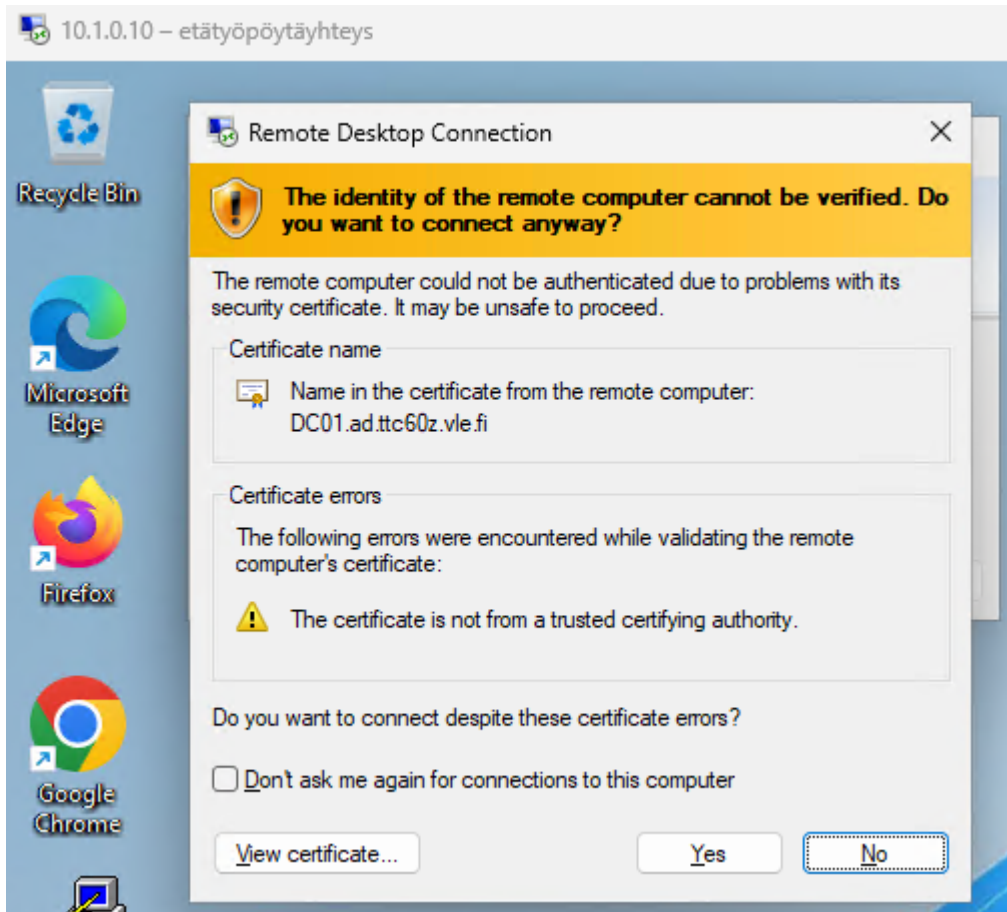 10.1.0.10 – etätyöpöytäyhteys
Recycle Bin
Microsoft
Edge
Firefox
Google
Chrome
Remote Desktop Connection
The identity of the remote computer cannot be verified. Do
you want to connect anyway?
The remote computer could not be authenticated due to problems with its
security certificate. It may be unsafe to proceed.
Certificate name
Name in the certificate from the remote computer:
DC01.ad.ttc60z.vle.fi
Certificate errors
The following errors were encountered while validating the remote
computer's certificate:
The certificate is not from a trusted certifying authority.
Do you want to connect despite these certificate errors?
Don't ask me again for connections to this computer
View certificate...
Yes
No